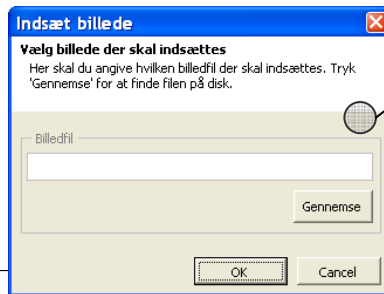 Indsæt billede
Vælg billede der skal indsættes
Her skal du angive hvilken billedfil der skal indsættes. Tryk
'Gennemse' for at finde filen på disk.
Billedfil
Gennemse
OK
Cancel